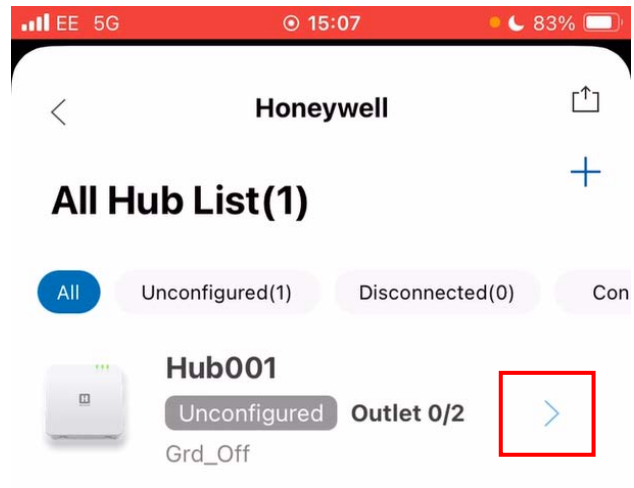 EE 5G 15:07 83%
Honeywell
All Hub List(1)
All Unconfigured(1) Disconnected(0) Con
Hub001
Unconfigured Outlet 0/2
Grd_Off